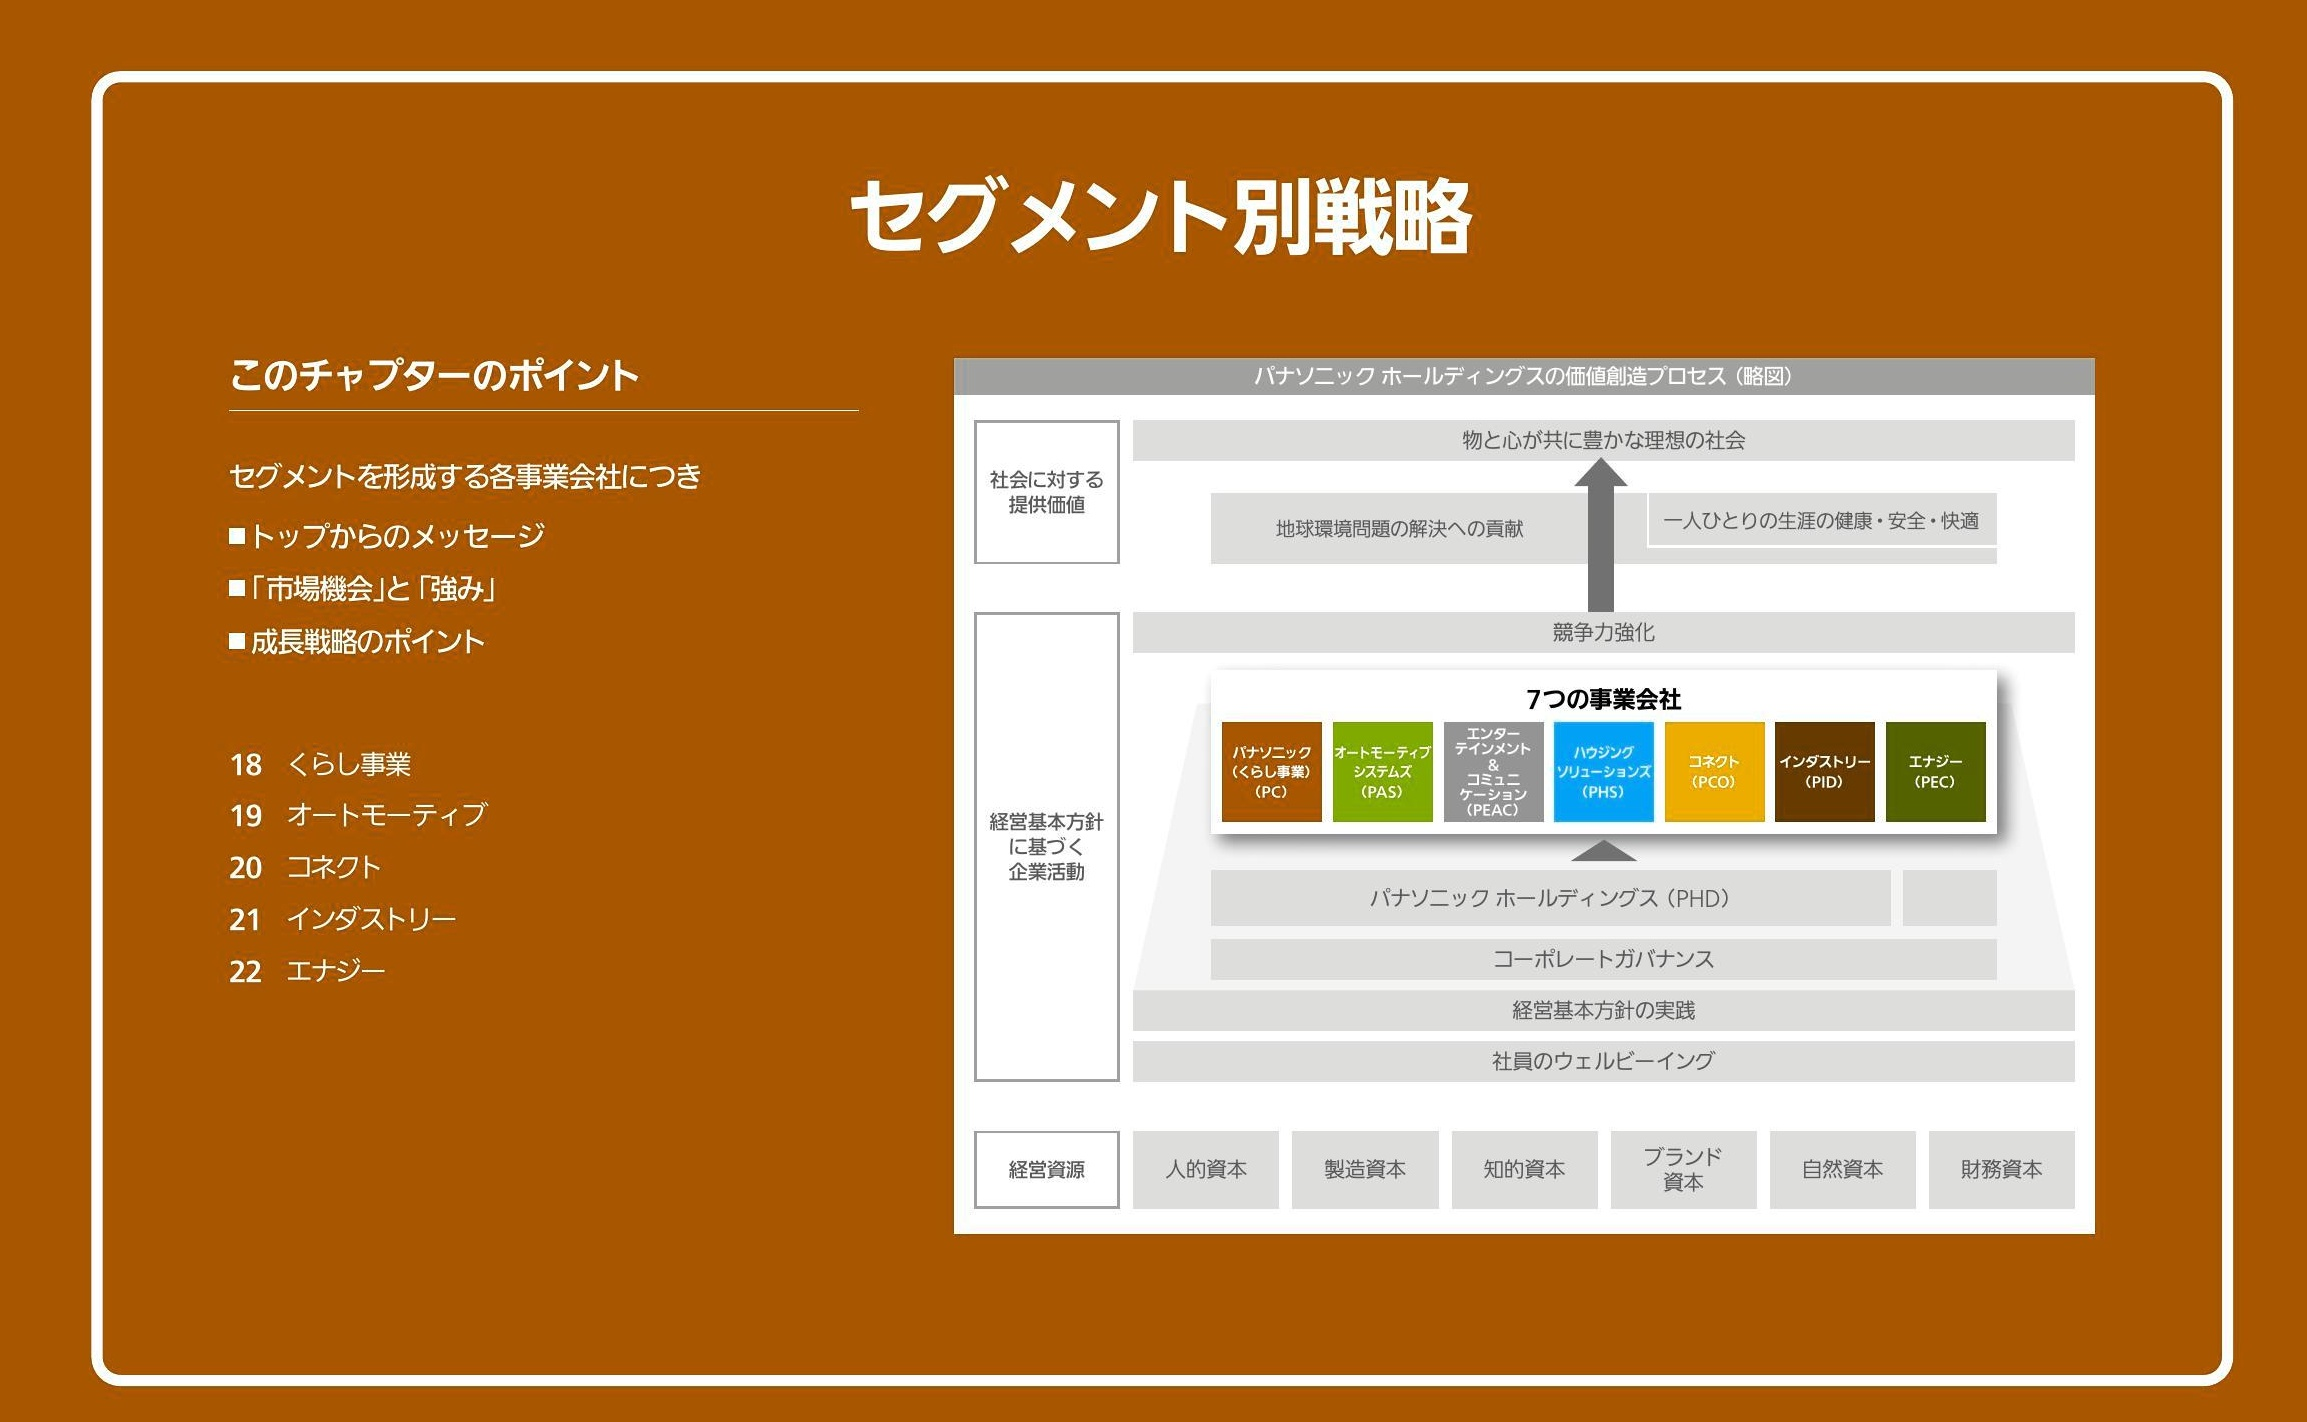 セグメント別戦略
このチャプターのポイント
セグメントを形成する各事業会社につき
■トップからのメッセージ
■「市場機会」と「強み」
■成長戦略のポイント
18 くらし事業
19 オートモーティブ
20 コネクト
21 インダストリー
22 エナジー
パナソニック ホールディングスの価値創造プロセス（略図）
社会に対する
提供価値
物と心が共に豊かな理想の社会
地球環境問題の解決への貢献
一人ひとりの生涯の健康・安全・快適
経営基本方針
に基づく
企業活動
競争力強化
7つの事業会社
パナソニック
（くらし事業）
（PC）
オートモーティブ
システムズ
（PAS）
エンター
テインメント
&
コミュニ
ケーション
（PEAC）
ハウジング
ソリューションズ
（PHS）
コネクト
（PCO）
インダストリー
（PID）
エナジー
（PEC）
パナソニック ホールディングス（PHD）
コーポレートガバナンス
経営基本方針の実践
社員のウェルビーイング
経営資源
人的資本
製造資本
知的資本
ブランド
資本
自然資本
財務資本